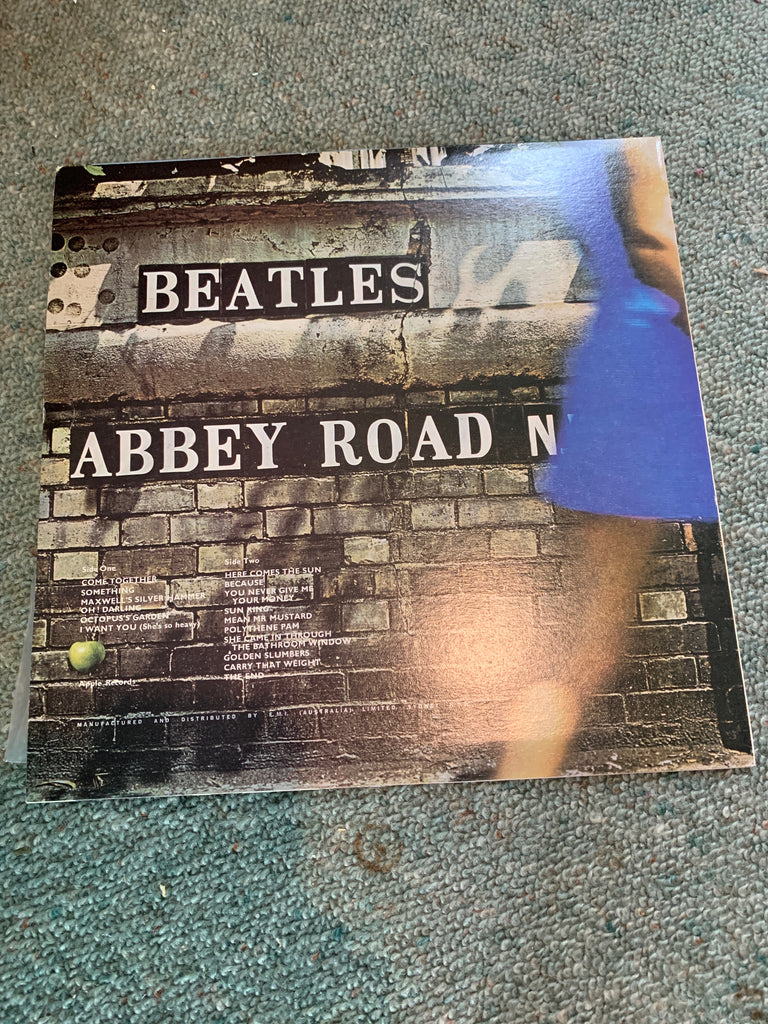 BEATLES
ABBEY ROAD N
Side One
COME TOGETHER
SOMETHING
MAXWELL'S SILVER HAMMER
OH! DARLING
OCTOPUS'S GARDEN
I WANT YOU (She's so heavy)
Side Two
HERE COMES THE SUN
BECAUSE
YOU NEVER GIVE ME
YOUR MONEY
SUN KING
MEAN MR MUSTARD
POLYTHENE PAM
SHE CAME IN THROUGH
THE BATHROOM WINDOW
GOLDEN SLUMBERS
CARRY THAT WEIGHT
THE END
Apple Records
MANUFACTURED AND DISTRIBUTED BY E.M.I. (AUSTRALIA) LIMITED